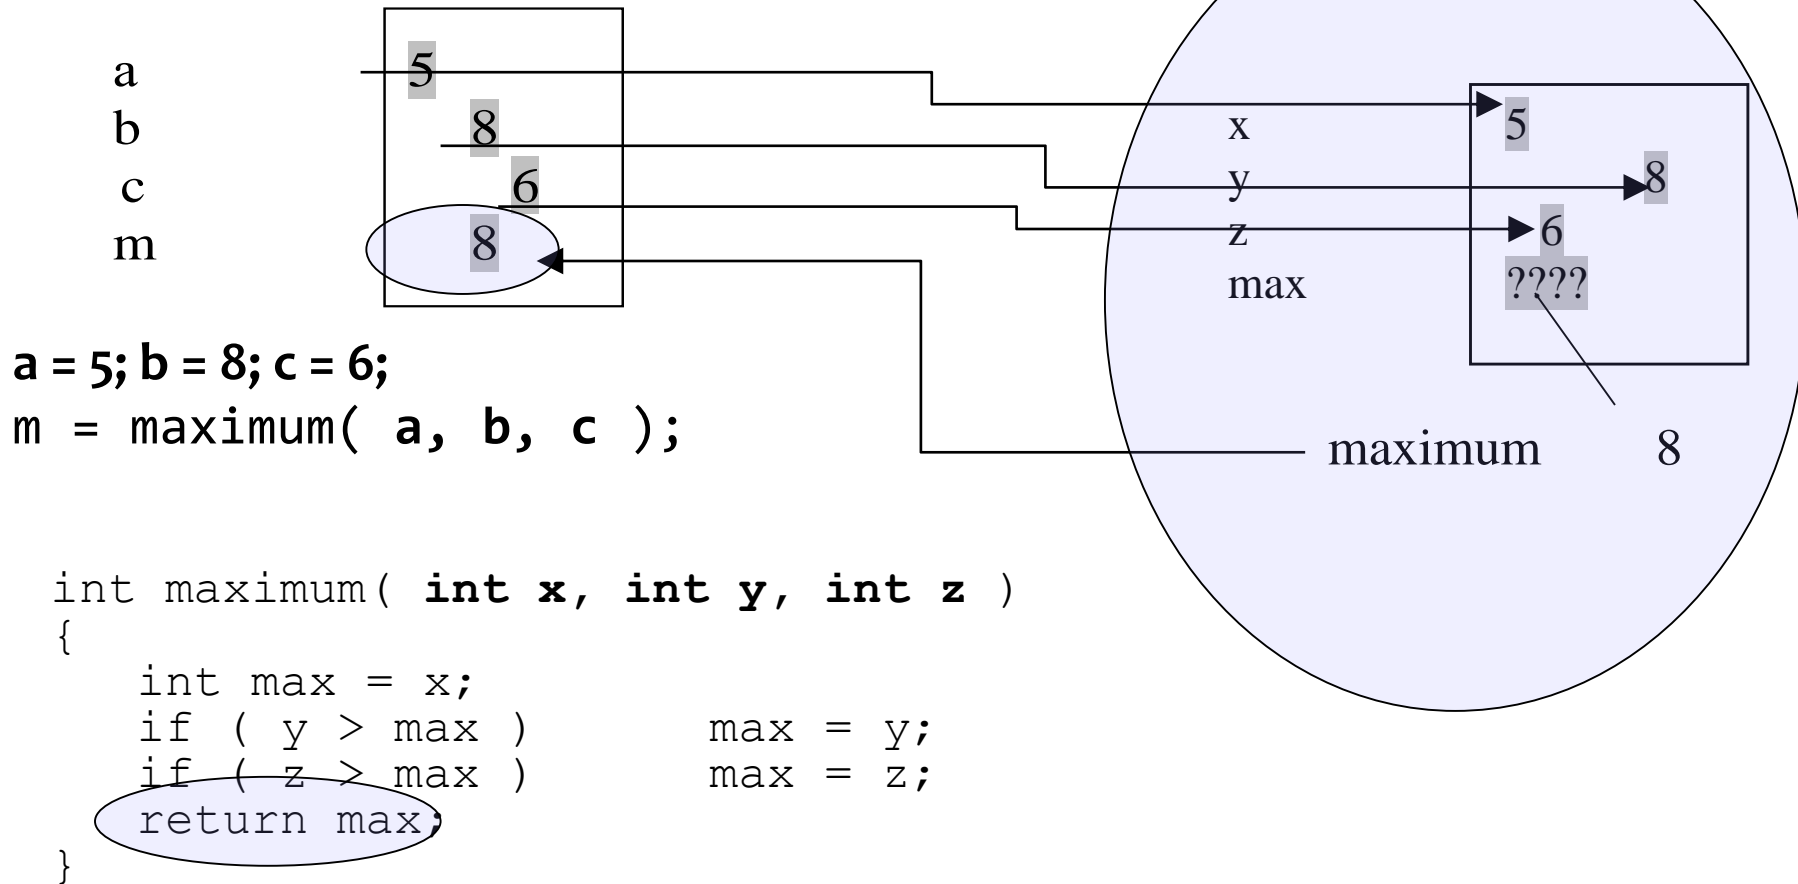 a 5
b 8
c 6
m 8
x 5
y 8
z 6
max ????
maximum 8
a = 5; b = 8; c = 6;
m = maximum( a, b, c );
int maximum( int x, int y, int z )
{
int max = x;
if ( y > max ) max = y;
if ( z > max ) max = z;
return max;
}